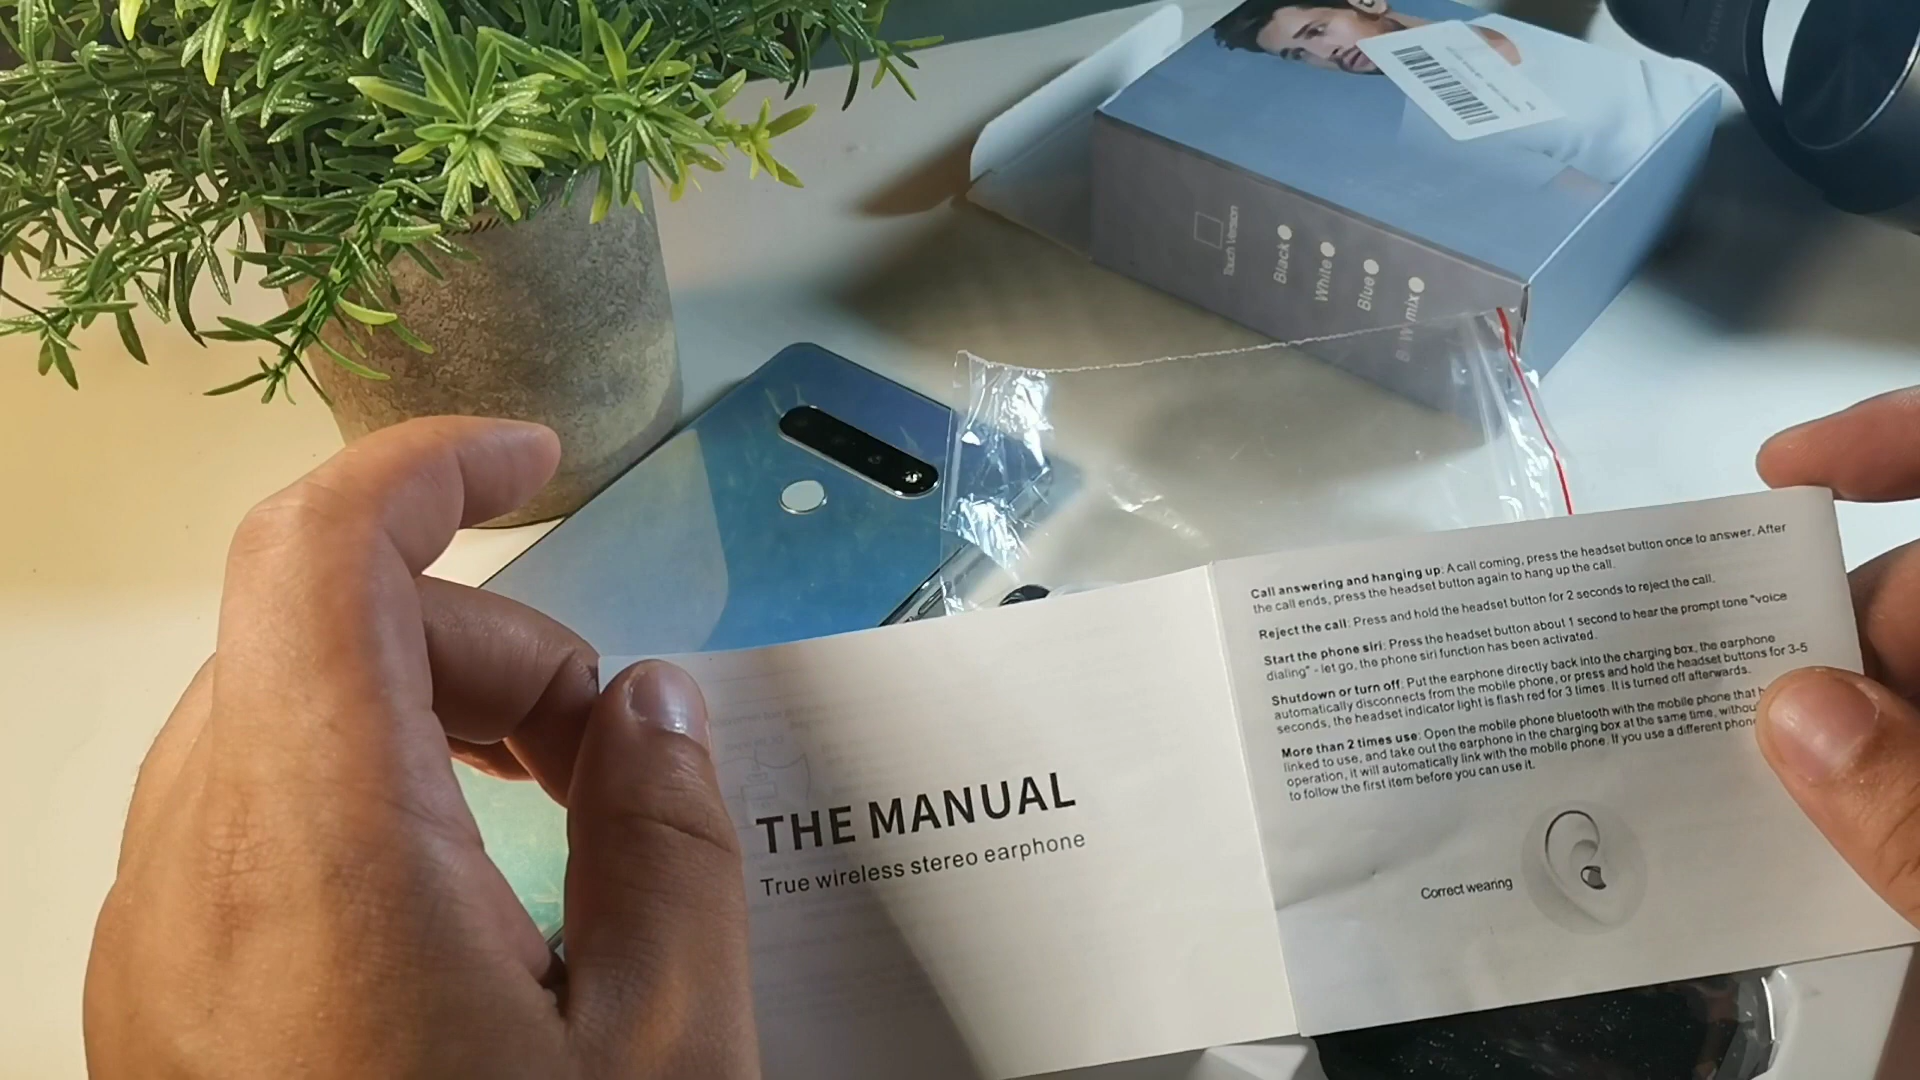 Touch Version
Black
White
Blue
mix
Call answering and hanging up: A call coming, press the headset button once to answer. After
the call ends, press the headset button again to hang up the call.
Reject the call: Press and hold the headset button for 2 seconds to reject the call.
Start the phone siri: Press the headset button about 1 second to hear the prompt tone "voice
dialing" - let go, the phone siri function has been activated.
Shutdown or turn off: Put the earphone directly back into the charging box, the earphone
automatically disconnects from the mobile phone, or press and hold the headset buttons for 3-5
seconds, the headset indicator light is flash red for 3 times. It is turned off afterwards.
More than 2 times use: Open the mobile phone bluetooth with the mobile phone that
linked to use, and take out the earphone in the charging box at the same time,
operation, it will automatically link with the mobile phone. If you use a different
to follow the first item before you can use it.
Correct wearing
THE MANUAL
True wireless stereo earphone